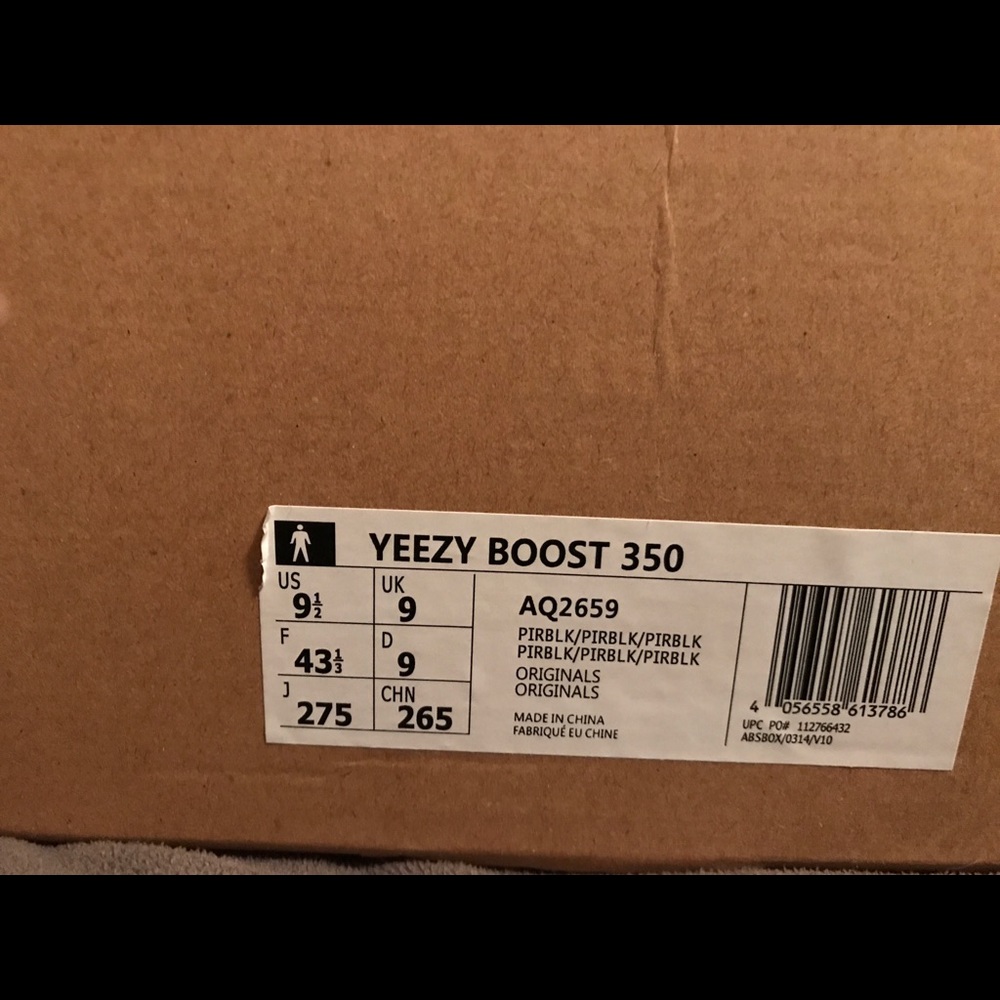 YEEZY BOOST 350
US 9½ UK 9
F 43⅓ D 9
J 275 CHN 265
AQ2659
PIRBLK/PIRBLK/PIRBLK
PIRBLK/PIRBLK/PIRBLK
ORIGINALS
ORIGINALS
MADE IN CHINA
FABRIQUÉ EU CHINE
4 056558 613786
UPC PO# 112766432
ABSBOX/0314/V10